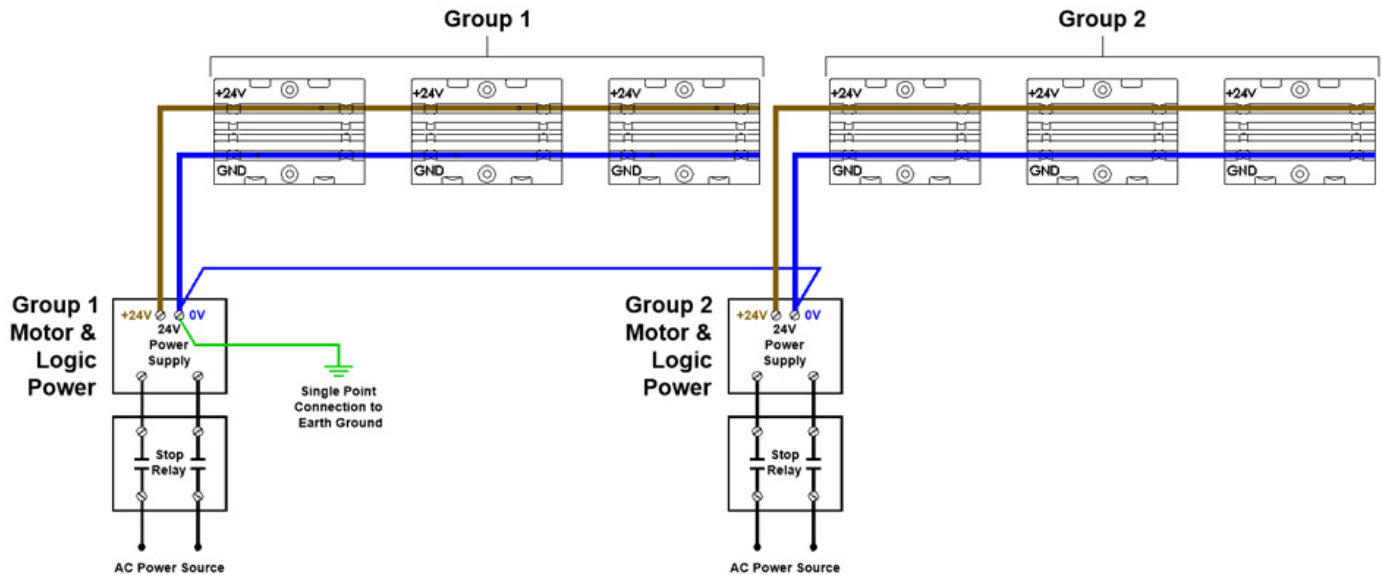 Group 1
Group 2
+24V
+24V
+24V
+24V
+24V
+24V
GND
GND
GND
GND
GND
GND
Group 1
Motor &
Logic
Power
+24V
0V
24V
Power
Supply
Single Point
Connection to
Earth Ground
Stop
Relay
AC Power Source
Group 2
Motor &
Logic
Power
+24V
0V
24V
Power
Supply
Stop
Relay
AC Power Source